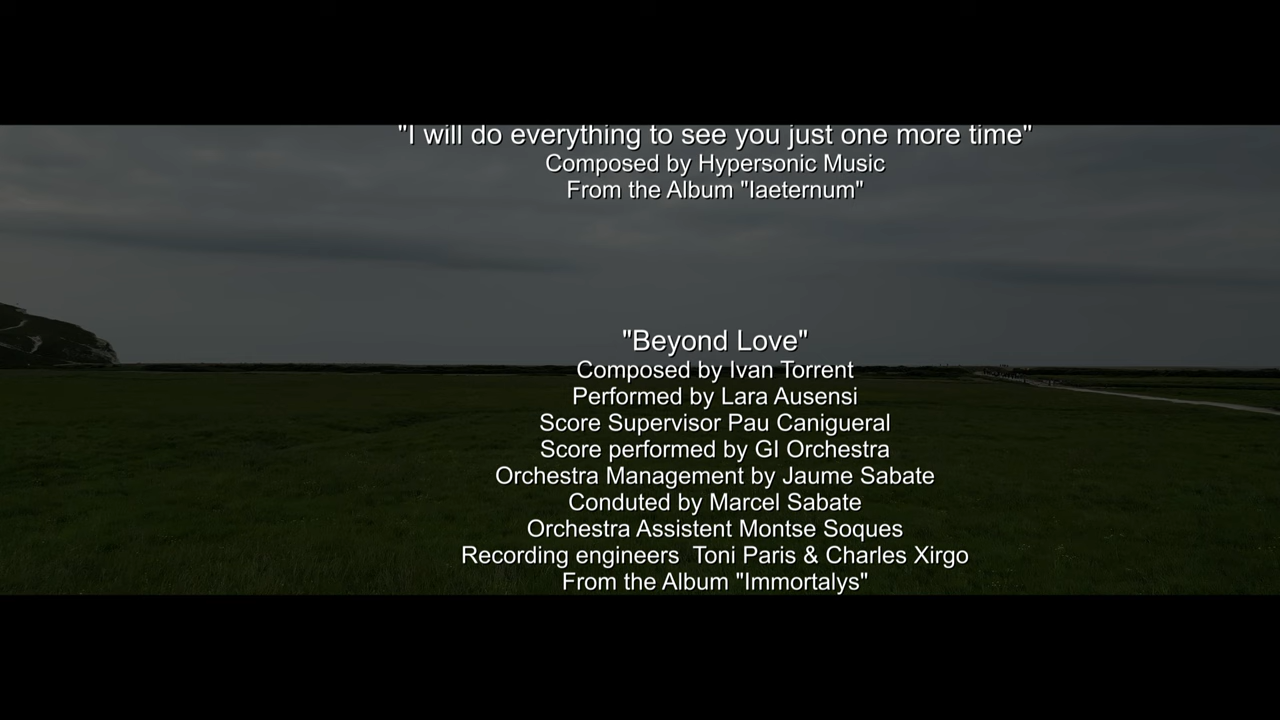 "I will do everything to see you just one more time"
Composed by Hypersonic Music
From the Album "Iaeternum"
"Beyond Love"
Composed by Ivan Torrent
Performed by Lara Ausensi
Score Supervisor Pau Canigueral
Score performed by GI Orchestra
Orchestra Management by Jaume Sabate
Conduted by Marcel Sabate
Orchestra Assistent Montse Soques
Recording engineers  Toni Paris & Charles Xirgo
From the Album "Immortalys"